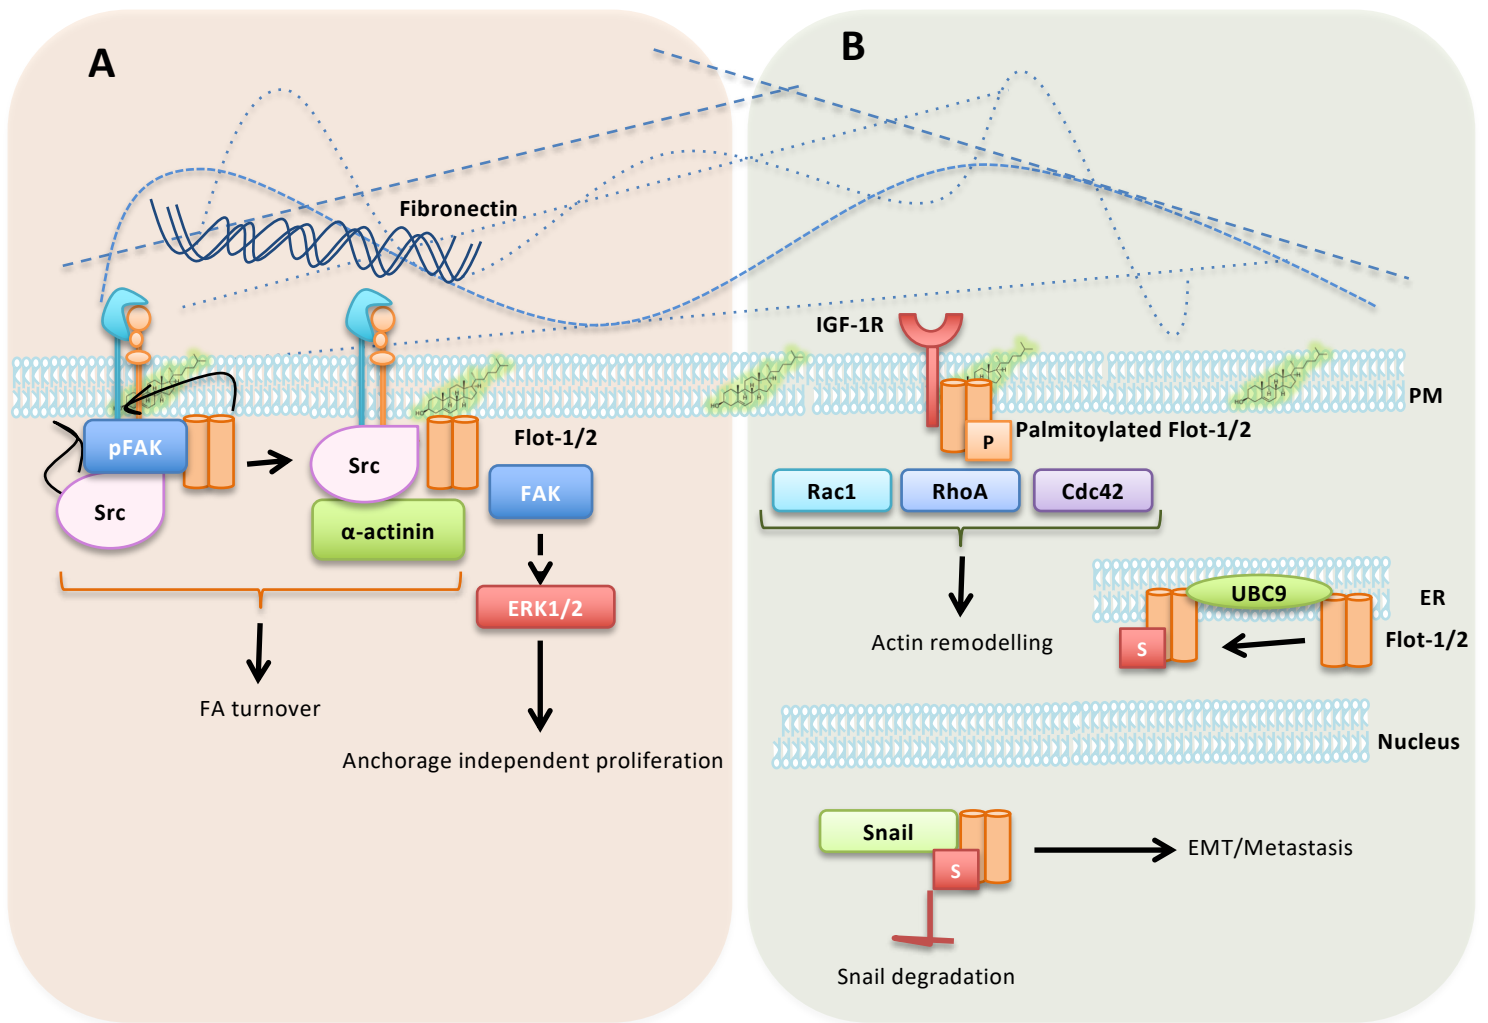 A
B
Fibronectin
IGF-1R
PM
pFAK
Src
Src
α-actinin
Flot-1/2
FAK
ERK1/2
FA turnover
Anchorage independent proliferation
P
Palmitoylated Flot-1/2
Rac1
RhoA
Cdc42
Actin remodelling
UBC9
ER
S
Flot-1/2
Nucleus
Snail
S
EMT/Metastasis
Snail degradation